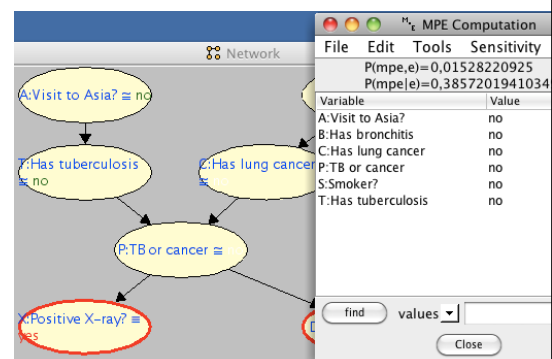 Network
A:Visit to Asia? ≅ no
T:Has tuberculosis
≅ no
C:Has lung cancer
≅
P:TB or cancer ≅
X:Positive X-ray? =
yes
MPE Computation
File Edit Tools Sensitivity
P(mpe,e)=0,01528220925
P(mpe|e)=0,3857201941034
Variable Value
A:Visit to Asia? no
B:Has bronchitis no
C:Has lung cancer no
P:TB or cancer no
S:Smoker? no
T:Has tuberculosis no
find values
Close